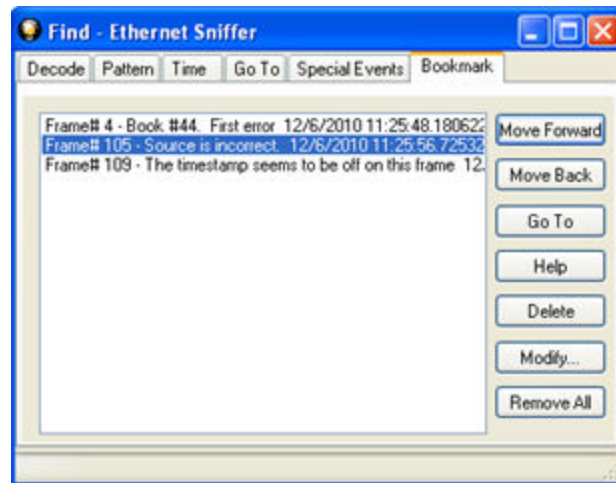 Find - Ethernet Sniffer
Decode Pattern Time Go To Special Events Bookmark
Frame# 4 - Book #44. First error 12/6/2010 11:25:48.180622
Frame# 105 - Source is incorrect. 12/6/2010 11:25:56.72532
Frame# 109 - The timestamp seems to be off on this frame 12.
Move Forward
Move Back
Go To
Help
Delete
Modify...
Remove All